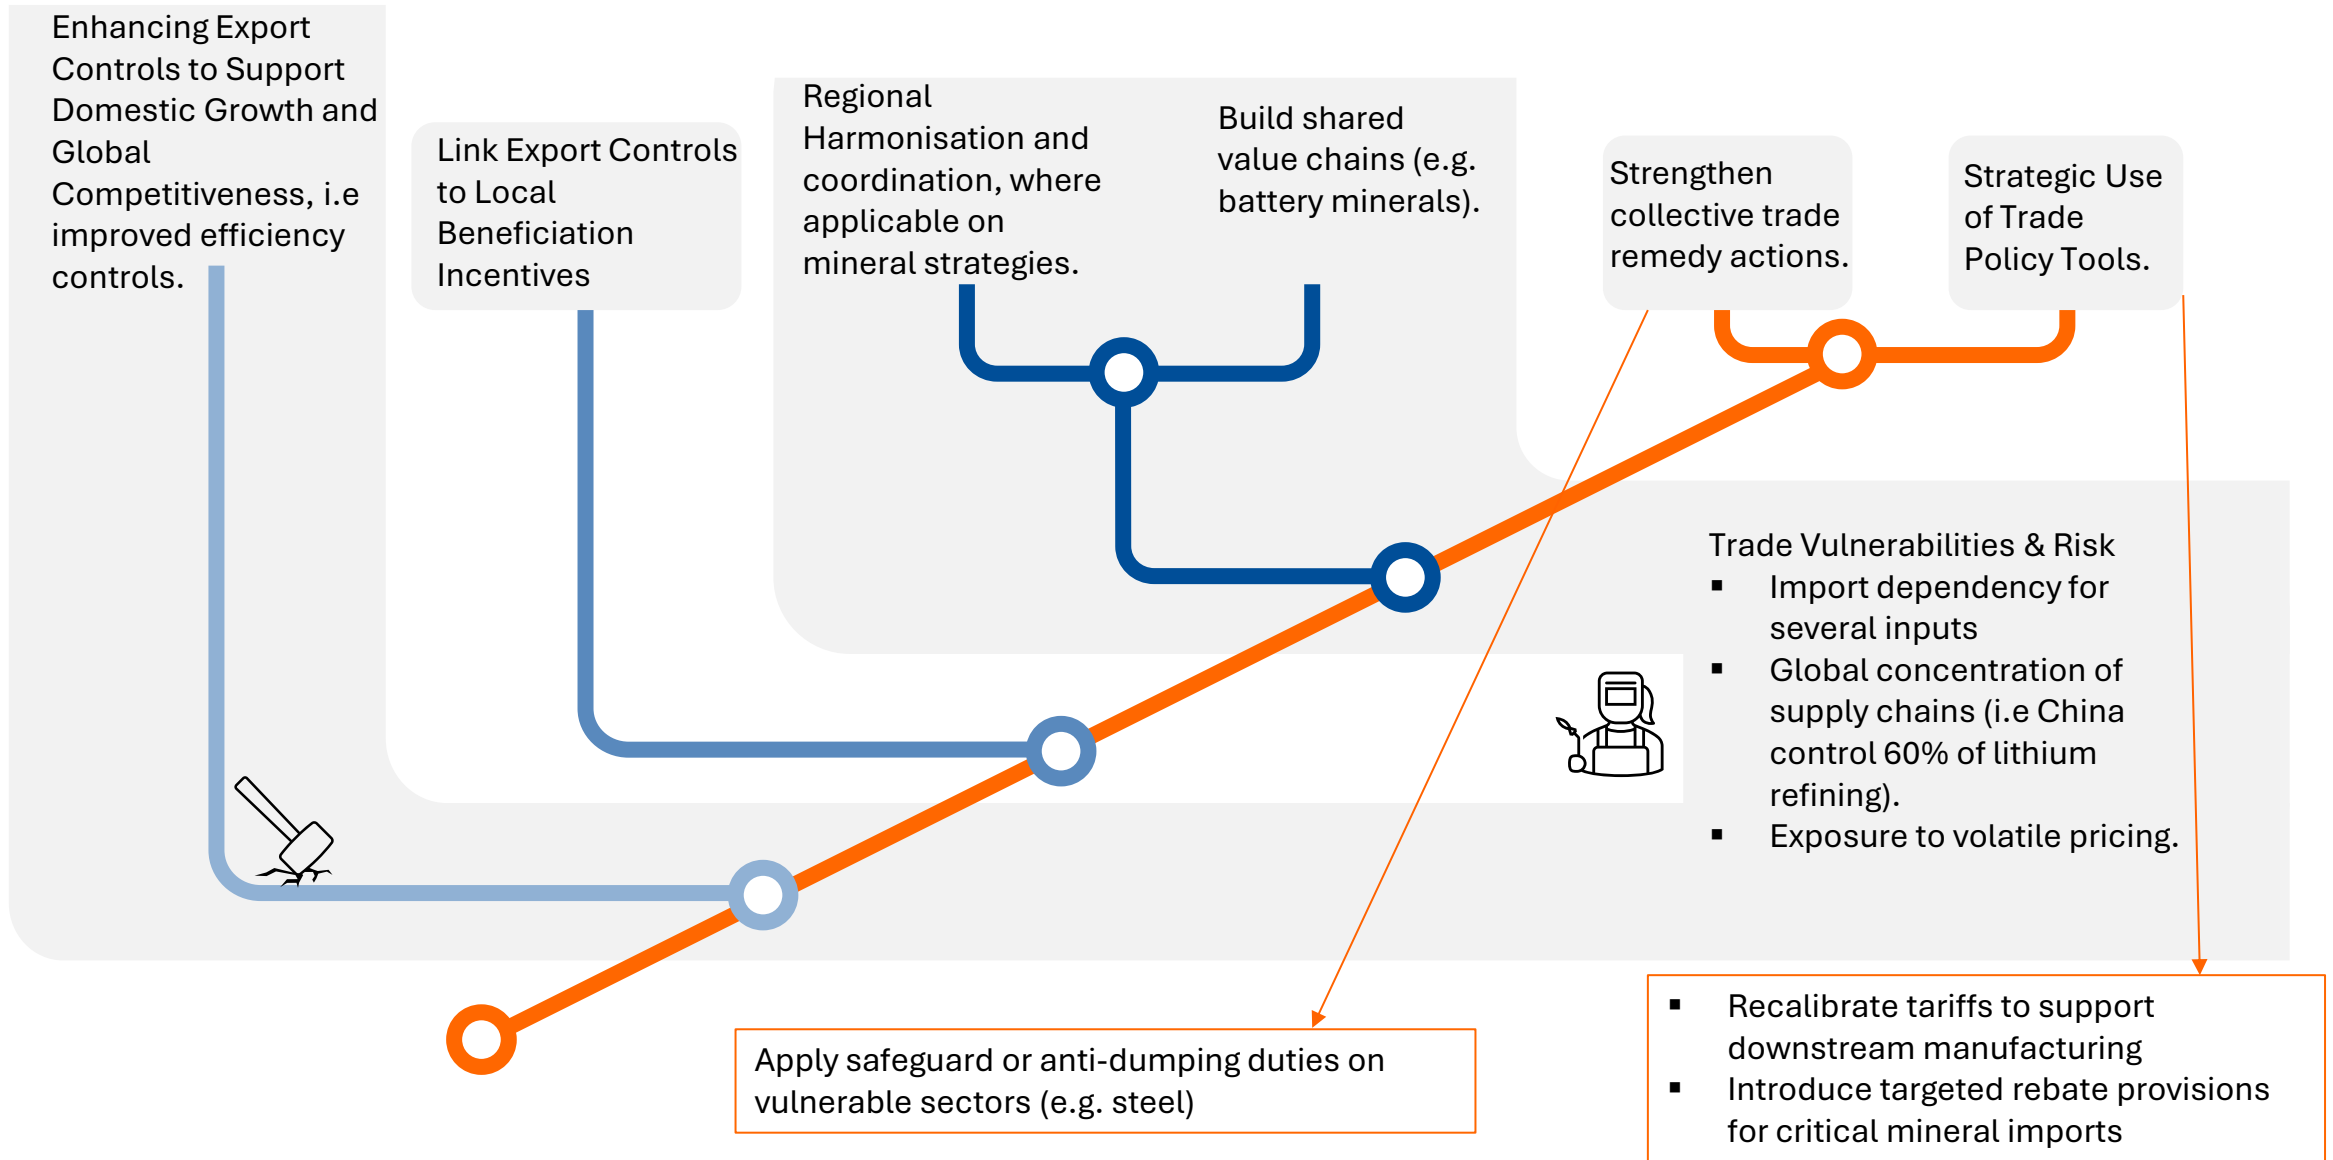 Enhancing Export
Controls to Support
Domestic Growth and
Global
Competitiveness, i.e
improved efficiency
controls.
Link Export Controls
to Local
Beneficiation
Incentives
Regional
Harmonisation and
coordination, where
applicable on
mineral strategies.
Build shared
value chains (e.g.
battery minerals).
Strengthen
collective trade
remedy actions.
Strategic Use
of Trade
Policy Tools.
Trade Vulnerabilities & Risk
▪ Import dependency for
several inputs
▪ Global concentration of
supply chains (i.e China
control 60% of lithium
refining).
▪ Exposure to volatile pricing.
Apply safeguard or anti-dumping duties on
vulnerable sectors (e.g. steel)
▪ Recalibrate tariffs to support
downstream manufacturing
▪ Introduce targeted rebate provisions
for critical mineral imports